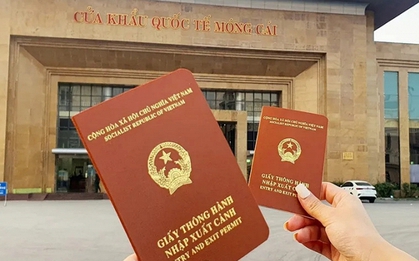 CỬA KHẨU QUỐC TẾ MÓNG CÁI
CỘNG HÒA XÃ HỘI CHỦ NGHĨA VIỆT NAM
SOCIALIST REPUBLIC OF VIETNAM
GIẤY THÔNG HÀNH
NHẬP XUẤT CẢNH
ENTRY AND EXIT PERMIT
GIẤY THÔNG HÀNH
NHẬP XUẤT CẢNH
ENTRY AND EXIT PERMIT